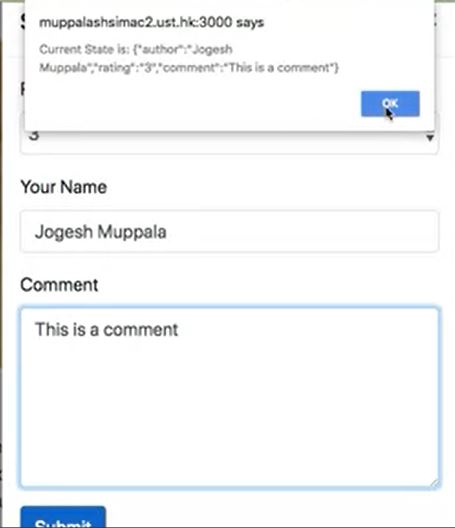 muppalashsimac2.ust.hk:3000 says
Current State is: {"author":"Jogesh
Muppala","rating":"3","comment":"This is a comment"}
OK
3
Your Name
Jogesh Muppala
Comment
This is a comment
Submit